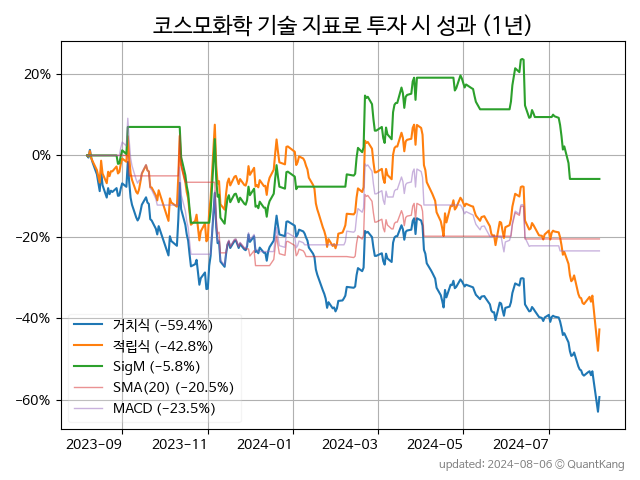 코스모화학 기술 지표로 투자 시 성과 (1년)
20%
0%
−20%
−40%
−60%
거치식 (−59.4%)
적립식 (−42.8%)
SigM (−5.8%)
SMA(20) (−20.5%)
MACD (−23.5%)
2023-09 2023-11 2024-01 2024-03 2024-05 2024-07
updated: 2024-08-06 © QuantKang